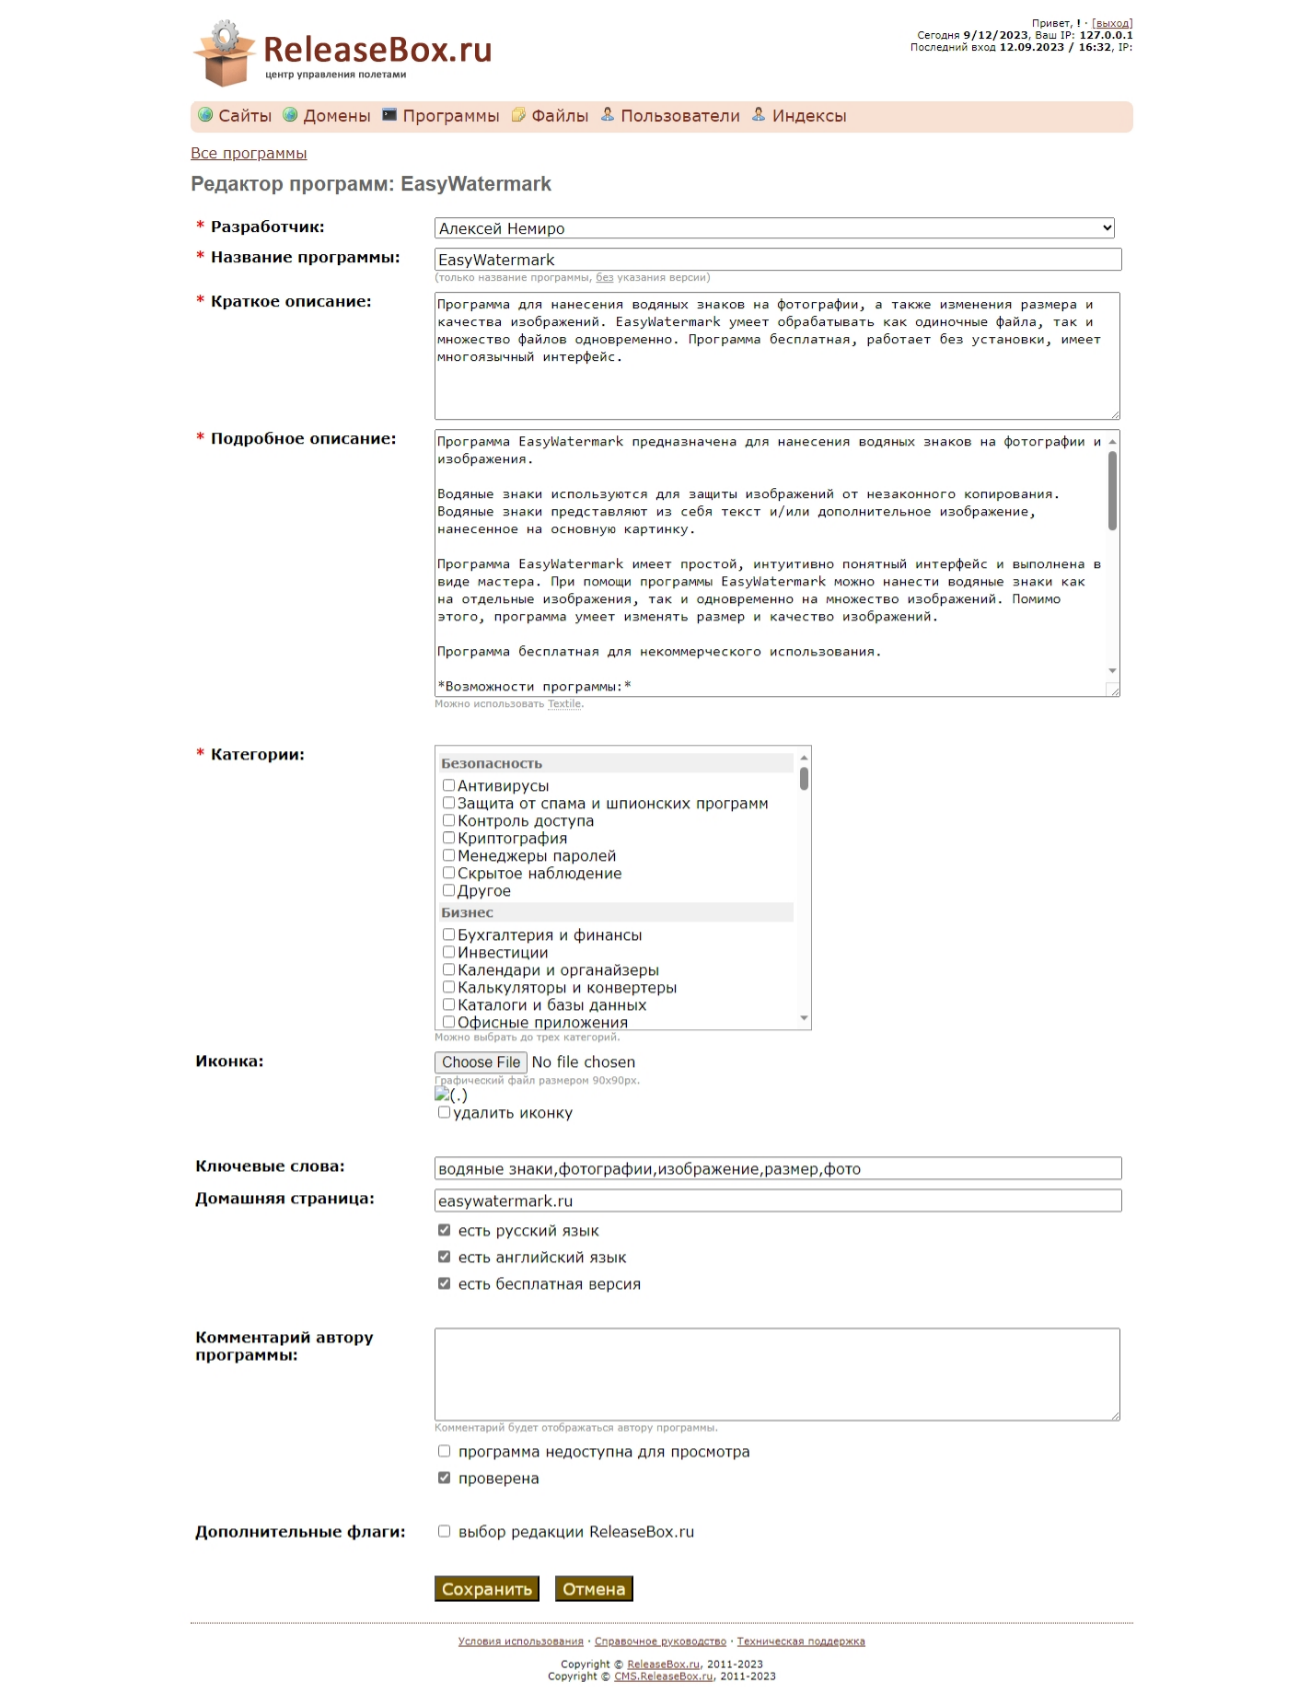 ReleaseBox.ru
центр управления полетами
Привет, ! · [выход]
Сегодня 9/12/2023, Ваш IP: 127.0.0.1
Последний вход 12.09.2023 / 16:32, IP:
Сайты Домены Программы Файлы Пользователи Индексы
Все программы
Редактор программ: EasyWatermark
* Разработчик:
Алексей Немиро
* Название программы:
EasyWatermark
(только название программы, без указания версии)
* Краткое описание:
Программа для нанесения водяных знаков на фотографии, а также изменения размера и
качества изображений. EasyWatermark умеет обрабатывать как одиночные файла, так и
множество файлов одновременно. Программа бесплатная, работает без установки, имеет
многоязычный интерфейс.
* Подробное описание:
Программа EasyWatermark предназначена для нанесения водяных знаков на фотографии и
изображения.
Водяные знаки используются для защиты изображений от незаконного копирования.
Водяные знаки представляют из себя текст и/или дополнительное изображение,
нанесенное на основную картинку.
Программа EasyWatermark имеет простой, интуитивно понятный интерфейс и выполнена в
виде мастера. При помощи программы EasyWatermark можно нанести водяные знаки как
на отдельные изображения, так и одновременно на множество изображений. Помимо
этого, программа умеет изменять размер и качество изображений.
Программа бесплатная для некоммерческого использования.
*Возможности программы:*
Можно использовать Textile.
* Категории:
Безопасность
Антивирусы
Защита от спама и шпионских программ
Контроль доступа
Криптография
Менеджеры паролей
Скрытое наблюдение
Другое
Бизнес
Бухгалтерия и финансы
Инвестиции
Календари и органайзеры
Калькуляторы и конвертеры
Каталоги и базы данных
Офисные приложения
Можно выбрать до трех категорий.
Иконка:
Choose File No file chosen
Графический файл размером 90x90px.
(.)
удалить иконку
Ключевые слова:
водяные знаки,фотографии,изображение,размер,фото
Домашняя страница:
easywatermark.ru
есть русский язык
есть английский язык
есть бесплатная версия
Комментарий автору
программы:
Комментарий будет отображаться автору программы.
программа недоступна для просмотра
проверена
Дополнительные флаги:
выбор редакции ReleaseBox.ru
Сохранить Отмена
Условия использования · Справочное руководство · Техническая поддержка
Copyright © ReleaseBox.ru, 2011-2023
Copyright © CMS.ReleaseBox.ru, 2011-2023